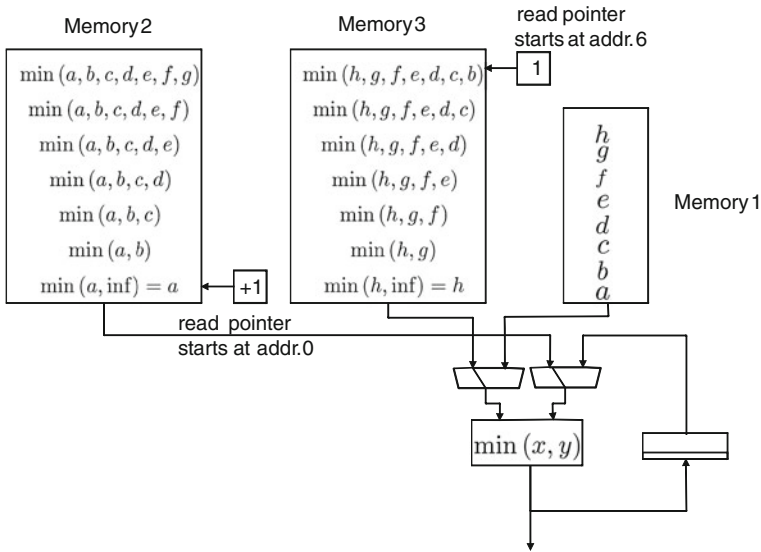 Memory2
min (a, b, c, d, e, f, g)
min (a, b, c, d, e, f)
min (a, b, c, d, e)
min (a, b, c, d)
min (a, b, c)
min (a, b)
min (a, inf) = a
+1
read pointer
starts at addr.0
Memory3
min (h, g, f, e, d, c, b)
min (h, g, f, e, d, c)
min (h, g, f, e, d)
min (h, g, f, e)
min (h, g, f)
min (h, g)
min (h, inf) = h
read pointer
starts at addr.6
1
h
g
f
e
d
c
b
a
Memory1
min (x, y)